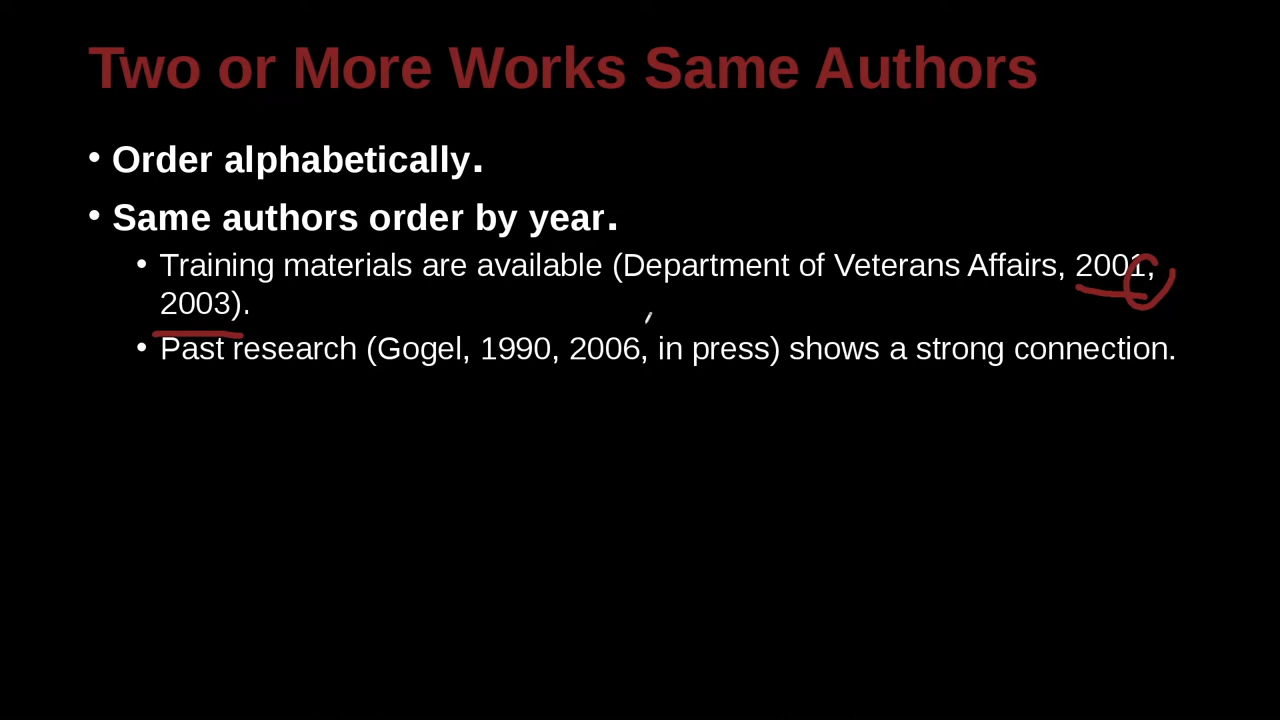 Two or More Works Same Authors
• Order alphabetically.
• Same authors order by year.
• Training materials are available (Department of Veterans Affairs, 2001,
2003).
• Past research (Gogel, 1990, 2006, in press) shows a strong connection.